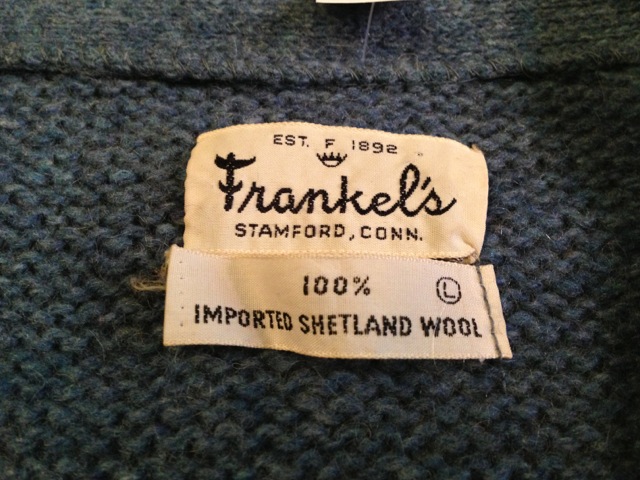 EST. F 1892
Frankel's
STAMFORD, CONN.
100% L
IMPORTED SHETLAND WOOL